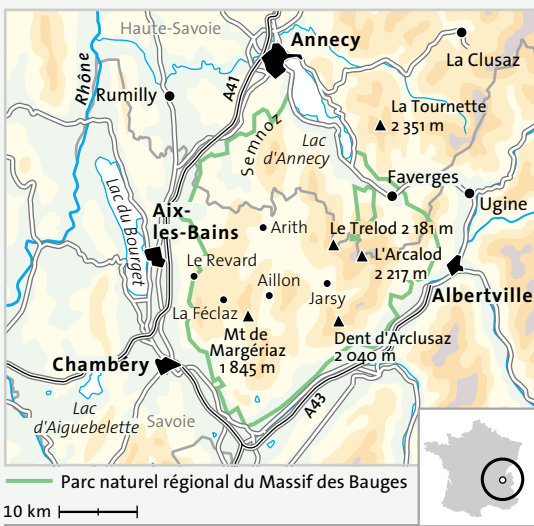 Haute-Savoie
Annecy
La Clusaz
Rhône
Rumilly
A41
La Tournette
2 351 m
Semnoz
Lac
d'Annecy
Faverges
Ugine
Lac du Bourget
Aix-
les-Bains
Arith
Le Trelod 2 181 m
L'Arcalod
2 217 m
Le Revard
Aillon
Jarsy
Albertville
La Féclaz
Mt de
Margériaz
1 845 m
Dent d'Arclusaz
2 040 m
Chambéry
A43
Lac
d'Aiguebelette
Savoie
Parc naturel régional du Massif des Bauges
10 km